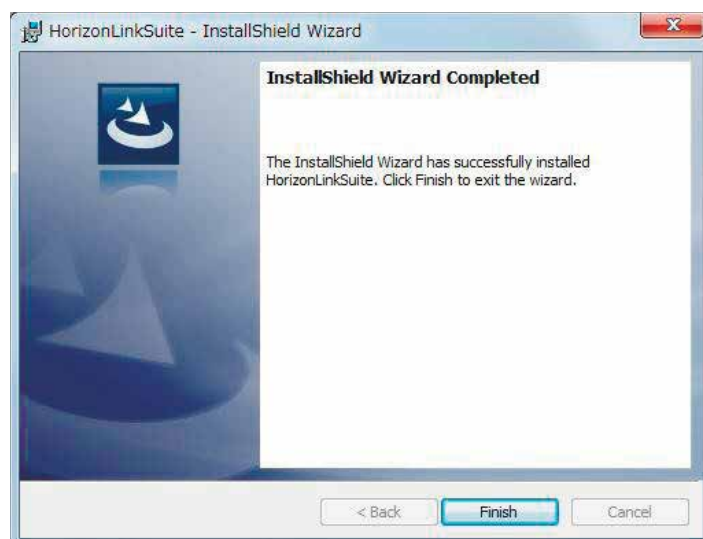 HorizonLinkSuite - InstallShield Wizard
InstallShield Wizard Completed
The InstallShield Wizard has successfully installed
HorizonLinkSuite. Click Finish to exit the wizard.
< Back
Finish
Cancel